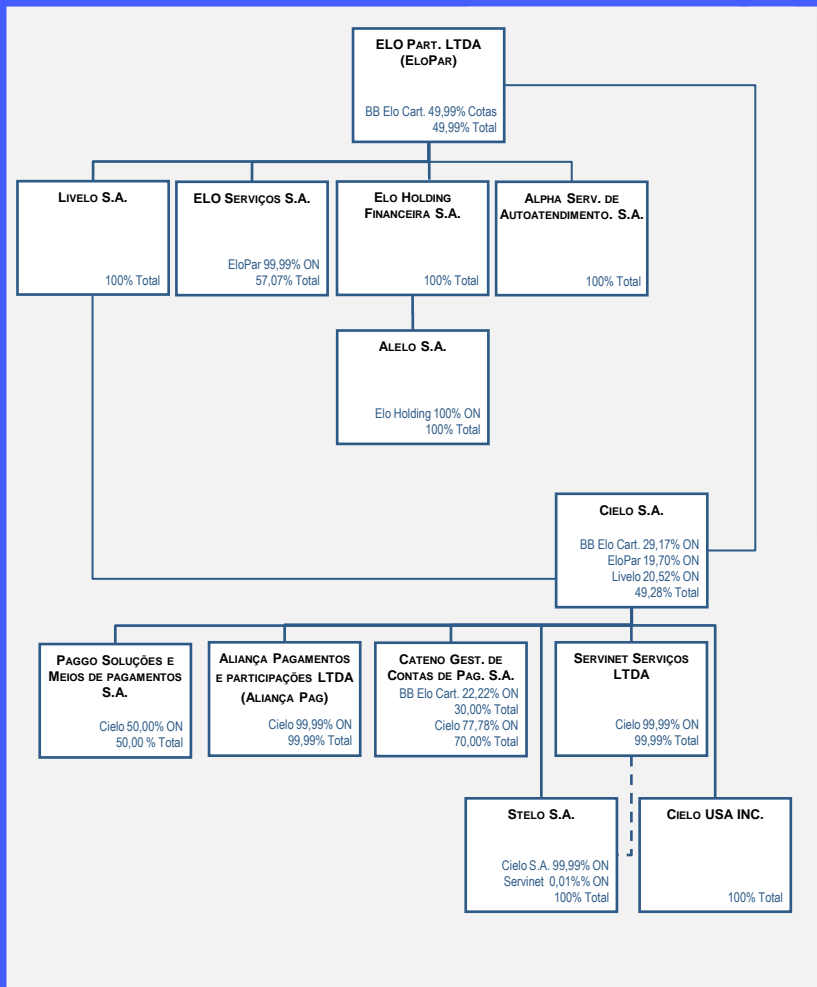 ELO PART. LTDA
(ELOPAR)
BB Elo Cart. 49,99% Cotas
49,99% Total
LIVELO S.A.
100% Total
ELO SERVIÇOS S.A.
EloPar 99,99% ON
57,07% Total
ELO HOLDING
FINANCEIRA S.A.
100% Total
ALPHA SERV. DE
AUTOATENDIMENTO. S.A.
100% Total
ALELO S.A.
Elo Holding 100% ON
100% Total
CIELO S.A.
BB Elo Cart. 29,17% ON
EloPar 19,70% ON
Livelo 20,52% ON
49,28% Total
PAGGO SOLUÇÕES E
MEIOS DE PAGAMENTOS
S.A.
Cielo 50,00% ON
50,00 % Total
ALIANÇA PAGAMENTOS
E PARTICIPAÇÕES LTDA
(ALIANÇA PAG)
Cielo 99,99% ON
99,99% Total
CATENO GEST. DE
CONTAS DE PAG. S.A.
BB Elo Cart. 22,22% ON
30,00% Total
Cielo 77,78% ON
70,00% Total
SERVINET SERVIÇOS
LTDA
Cielo 99,99% ON
99,99% Total
STELO S.A.
Cielo S.A. 99,99% ON
Servinet 0,01%% ON
100% Total
CIELO USA INC.
100% Total